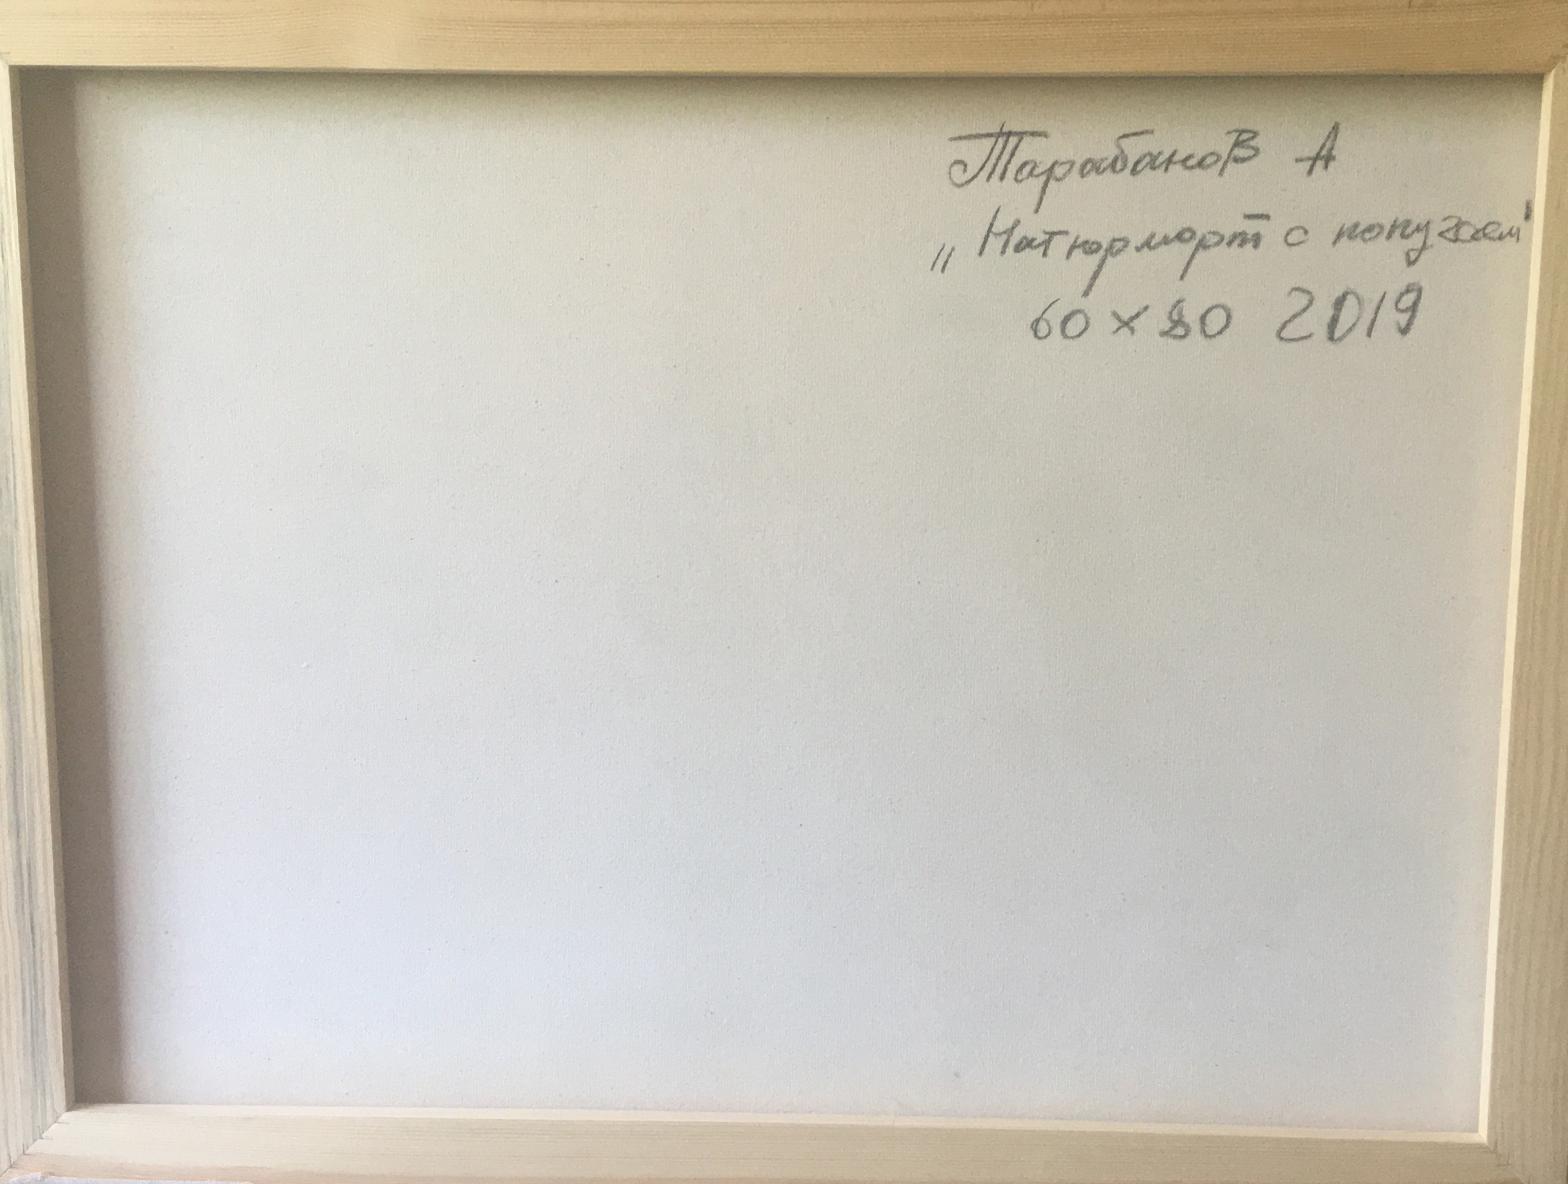 Тарабанов А
„Натюрморт с попугаем"
60 × 80 2019